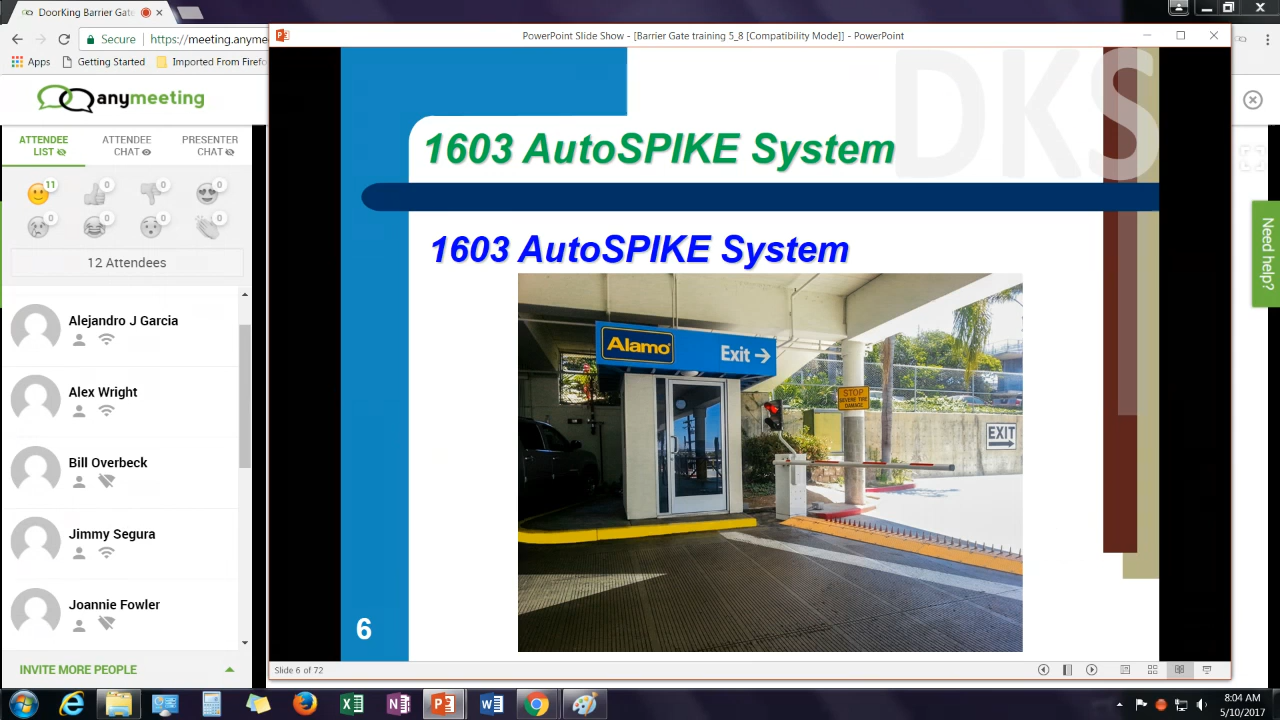 DoorKing Barrier Gate
Secure
https://meeting.anyme
Apps
Getting Started
Imported From Firefo
anymeeting
ATTENDEE LIST
ATTENDEE CHAT
PRESENTER CHAT
11
0
0
0
0
0
0
0
12 Attendees
Alejandro J Garcia
Alex Wright
Bill Overbeck
Jimmy Segura
Joannie Fowler
INVITE MORE PEOPLE
PowerPoint Slide Show - [Barrier Gate training 5_8 [Compatibility Mode]] - PowerPoint
DKS
1603 AutoSPIKE System
1603 AutoSPIKE System
Alamo
Exit →
STOP
SEVERE TIRE
DAMAGE
EXIT
6
Slide 6 of 72
Need help?
8:04 AM
5/10/2017